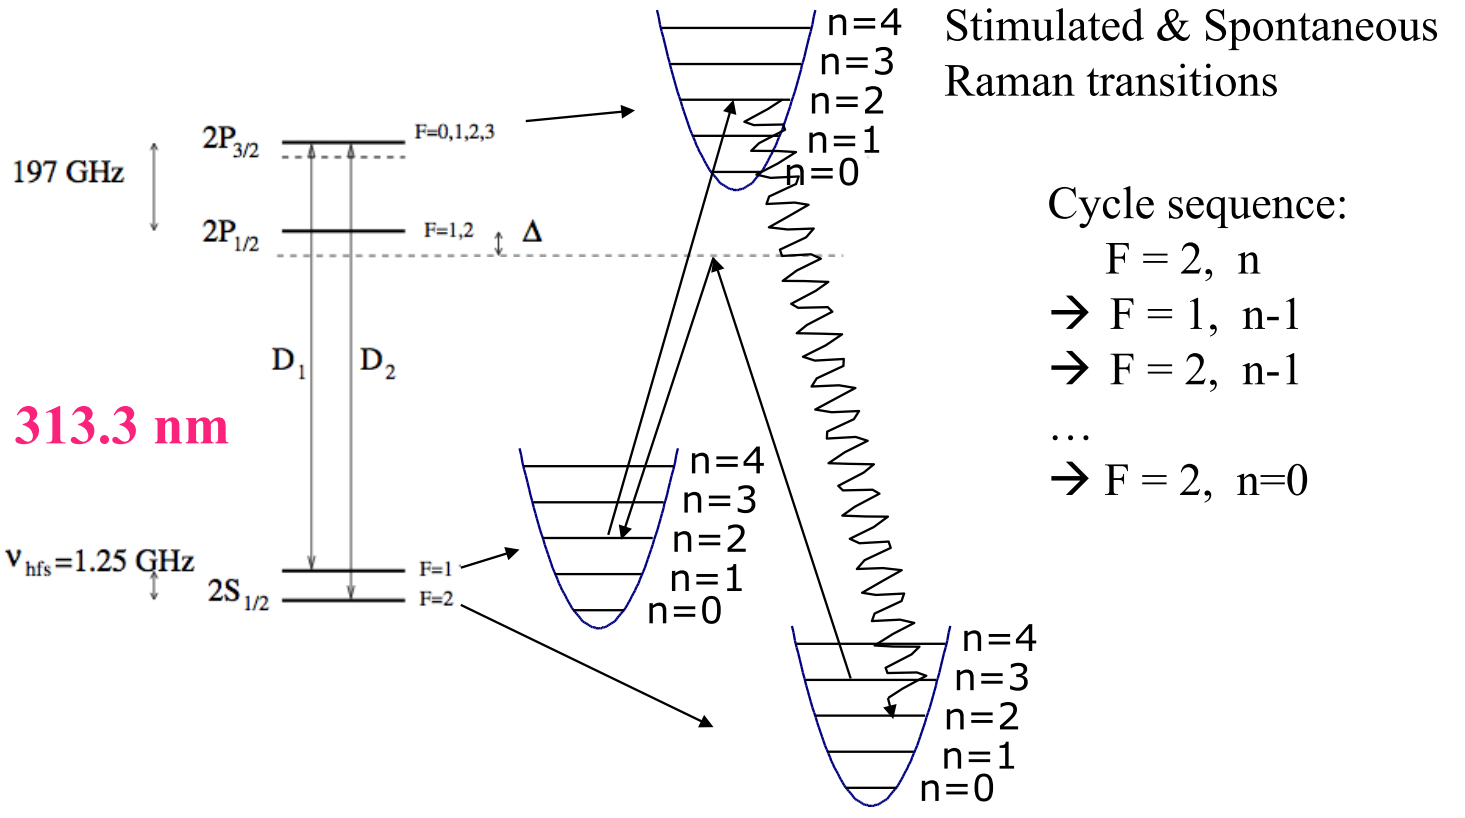 Stimulated & Spontaneous
Raman transitions
n=4
n=3
n=2
n=1
n=0
2P3/2
F=0,1,2,3
197 GHz
2P1/2
F=1,2
Δ
Cycle sequence:
F = 2, n
→ F = 1, n-1
→ F = 2, n-1
…
→ F = 2, n=0
D1
D2
313.3 nm
n=4
n=3
n=2
n=1
n=0
νhfs=1.25 GHz
2S1/2
F=1
F=2
n=4
n=3
n=2
n=1
n=0